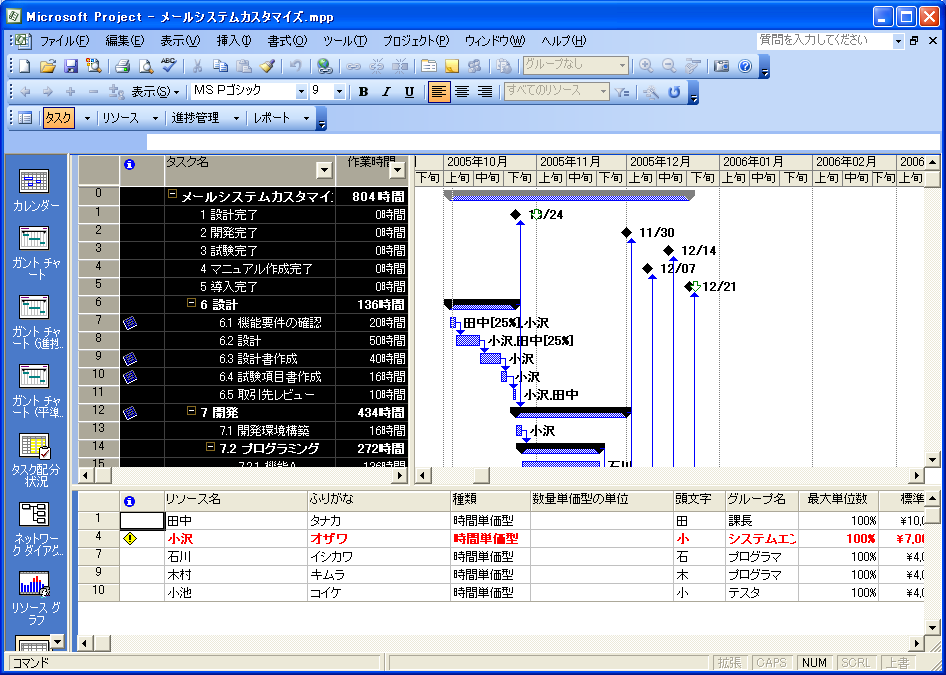 Microsoft Project - メールシステムカスタマイズ.mpp
ファイル(F) 編集(E) 表示(V) 挿入(I) 書式(O) ツール(T) プロジェクト(P) ウィンドウ(W) ヘルプ(H) 質問を入力してください
グループなし
表示(S) MS Pゴシック 9 B I U すべてのリソース
タスク リソース 進捗管理 レポート
カレンダー
ガント チャート
ガント チャート (進捗...
ガント チャート (平準...
タスク配分状況
ネットワーク ダイアグ...
リソース グラフ
タスク名 作業時間 2005年10月 2005年11月 2005年12月 2006年01月 2006年02月 2006
下旬 上旬 中旬 下旬 上旬 中旬 下旬 上旬 中旬 下旬 上旬 中旬 下旬 上旬 中旬 下旬 上旬
0 メールシステムカスタマイズ 804時間
1 1 設計完了 0時間 10/24
2 2 開発完了 0時間 11/30
3 3 試験完了 0時間 12/14
4 4 マニュアル作成完了 0時間 12/07
5 5 導入完了 0時間 12/21
6 6 設計 136時間
7 6.1 機能要件の確認 20時間 田中[25%],小沢
8 6.2 設計 50時間 小沢,田中[25%]
9 6.3 設計書作成 40時間 小沢
10 6.4 試験項目書作成 16時間 小沢
11 6.5 取引先レビュー 10時間 小沢,田中
12 7 開発 434時間
13 7.1 開発環境構築 16時間 小沢
14 7.2 プログラミング 272時間
15 7.2.1 機能A 136時間 石川
リソース名 ふりがな 種類 数量単価型の単位 頭文字 グループ名 最大単位数 標準
1 田中 タナカ 時間単価型 田 課長 100% ¥10,0
4 小沢 オザワ 時間単価型 小 システムエン 100% ¥7,00
7 石川 イシカワ 時間単価型 石 プログラマ 100% ¥4,0
9 木村 キムラ 時間単価型 木 プログラマ 100% ¥4,0
10 小池 コイケ 時間単価型 小 テスタ 100% ¥4,0
コマンド 拡張 CAPS NUM SCRL 上書